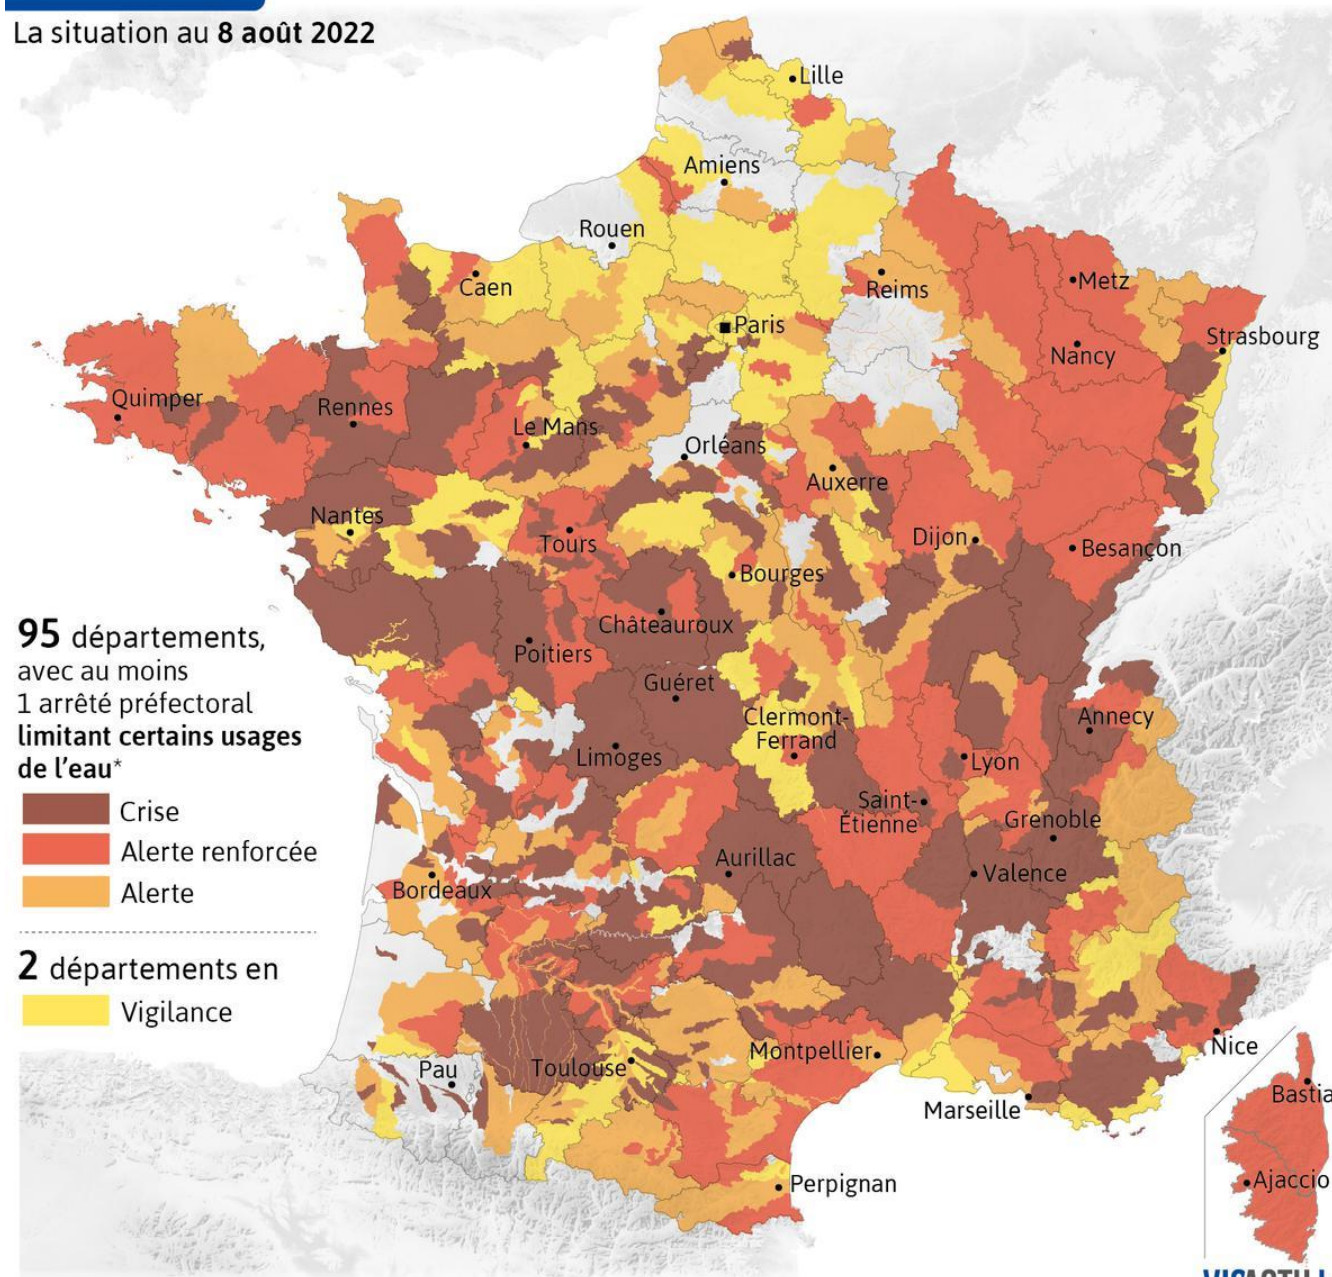 La situation au 8 août 2022
Lille
Amiens
Rouen
Caen
Reims
Metz
Paris
Strasbourg
Nancy
Quimper
Rennes
Le Mans
Orléans
Auxerre
Nantes
Tours
Dijon
Besançon
Bourges
Châteauroux
Poitiers
Guéret
Annecy
Clermont-
Ferrand
Limoges
Lyon
Saint-
Étienne
Grenoble
Aurillac
Valence
Bordeaux
Montpellier
Nice
Toulouse
Pau
Marseille
Bastia
Ajaccio
Perpignan
95 départements,
avec au moins
1 arrêté préfectoral
limitant certains usages
de l'eau*
Crise
Alerte renforcée
Alerte
2 départements en
Vigilance